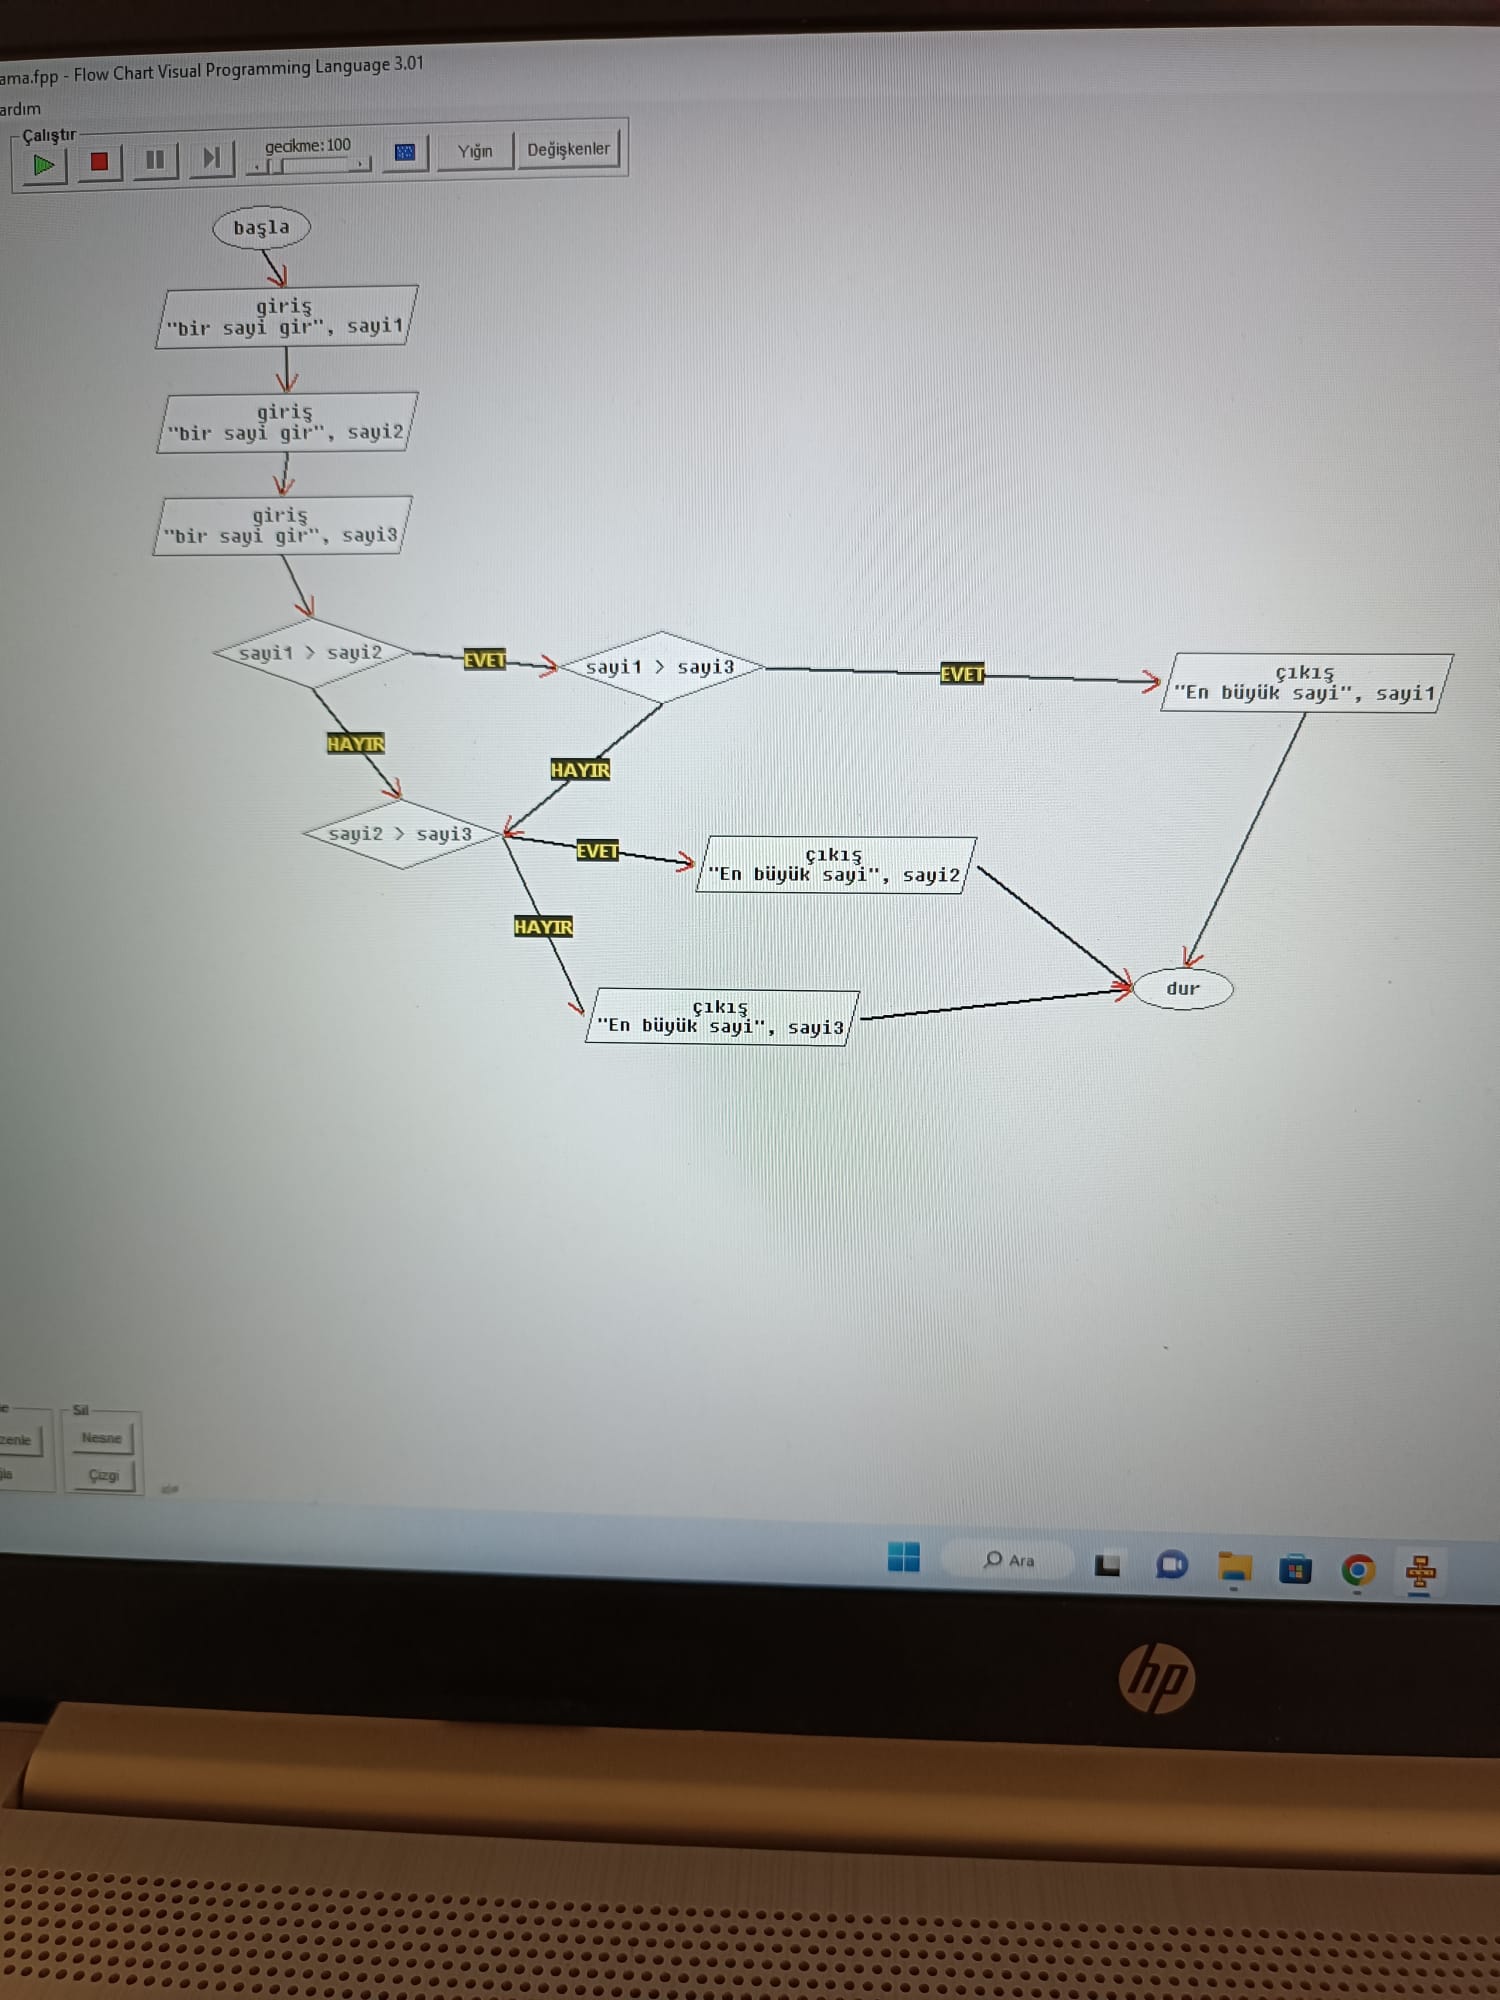 ama.fpp - Flow Chart Visual Programming Language 3.01
ardım
Çalıştır
gecikme:100
Yığın
Değişkenler
başla
giriş
"bir sayi gir", sayi1
giriş
"bir sayi gir", sayi2
giriş
"bir sayi gir", sayi3
sayi1 > sayi2
EVET
sayi1 > sayi3
EVET
çıkış
"En büyük sayi", sayi1
HAYIR
HAYIR
sayi2 > sayi3
EVET
çıkış
"En büyük sayi", sayi2
HAYIR
dur
çıkış
"En büyük sayi", sayi3
Sil
zenle
Nesne
Çizgi
Ara
hp